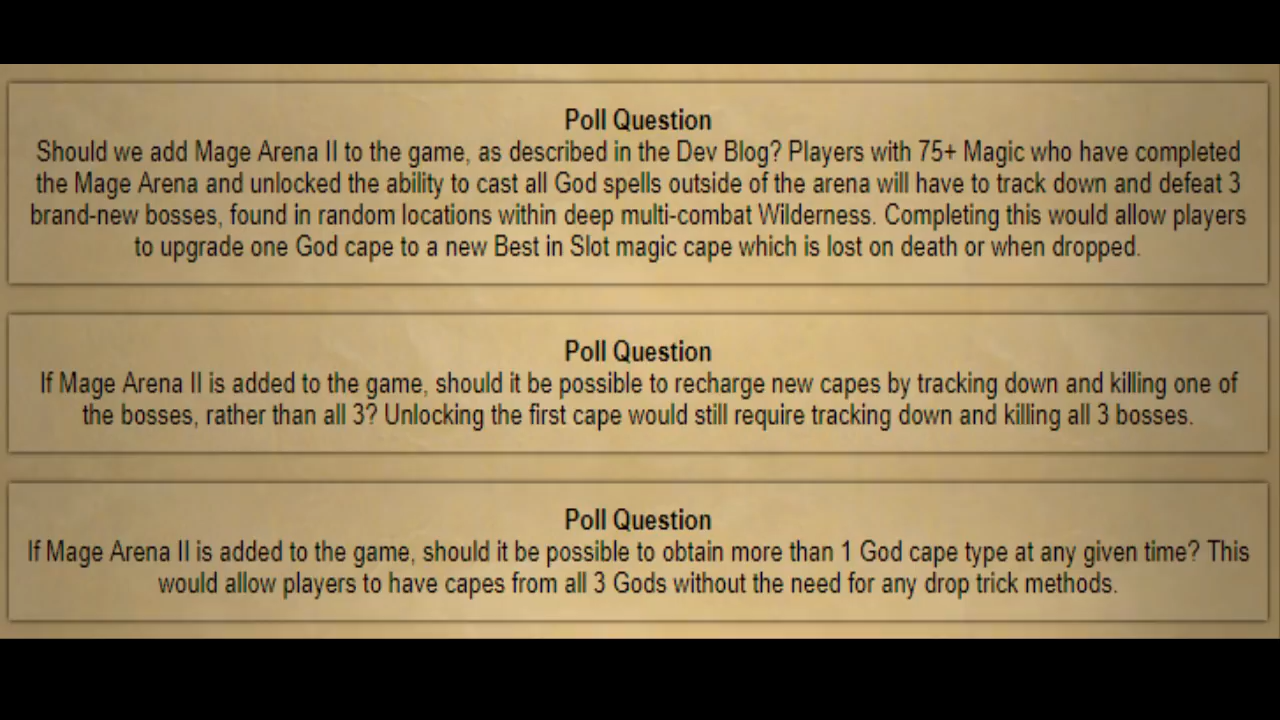 Poll Question
Should we add Mage Arena II to the game, as described in the Dev Blog? Players with 75+ Magic who have completed
the Mage Arena and unlocked the ability to cast all God spells outside of the arena will have to track down and defeat 3
brand-new bosses, found in random locations within deep multi-combat Wilderness. Completing this would allow players
to upgrade one God cape to a new Best in Slot magic cape which is lost on death or when dropped.
Poll Question
If Mage Arena II is added to the game, should it be possible to recharge new capes by tracking down and killing one of
the bosses, rather than all 3? Unlocking the first cape would still require tracking down and killing all 3 bosses.
Poll Question
If Mage Arena II is added to the game, should it be possible to obtain more than 1 God cape type at any given time? This
would allow players to have capes from all 3 Gods without the need for any drop trick methods.